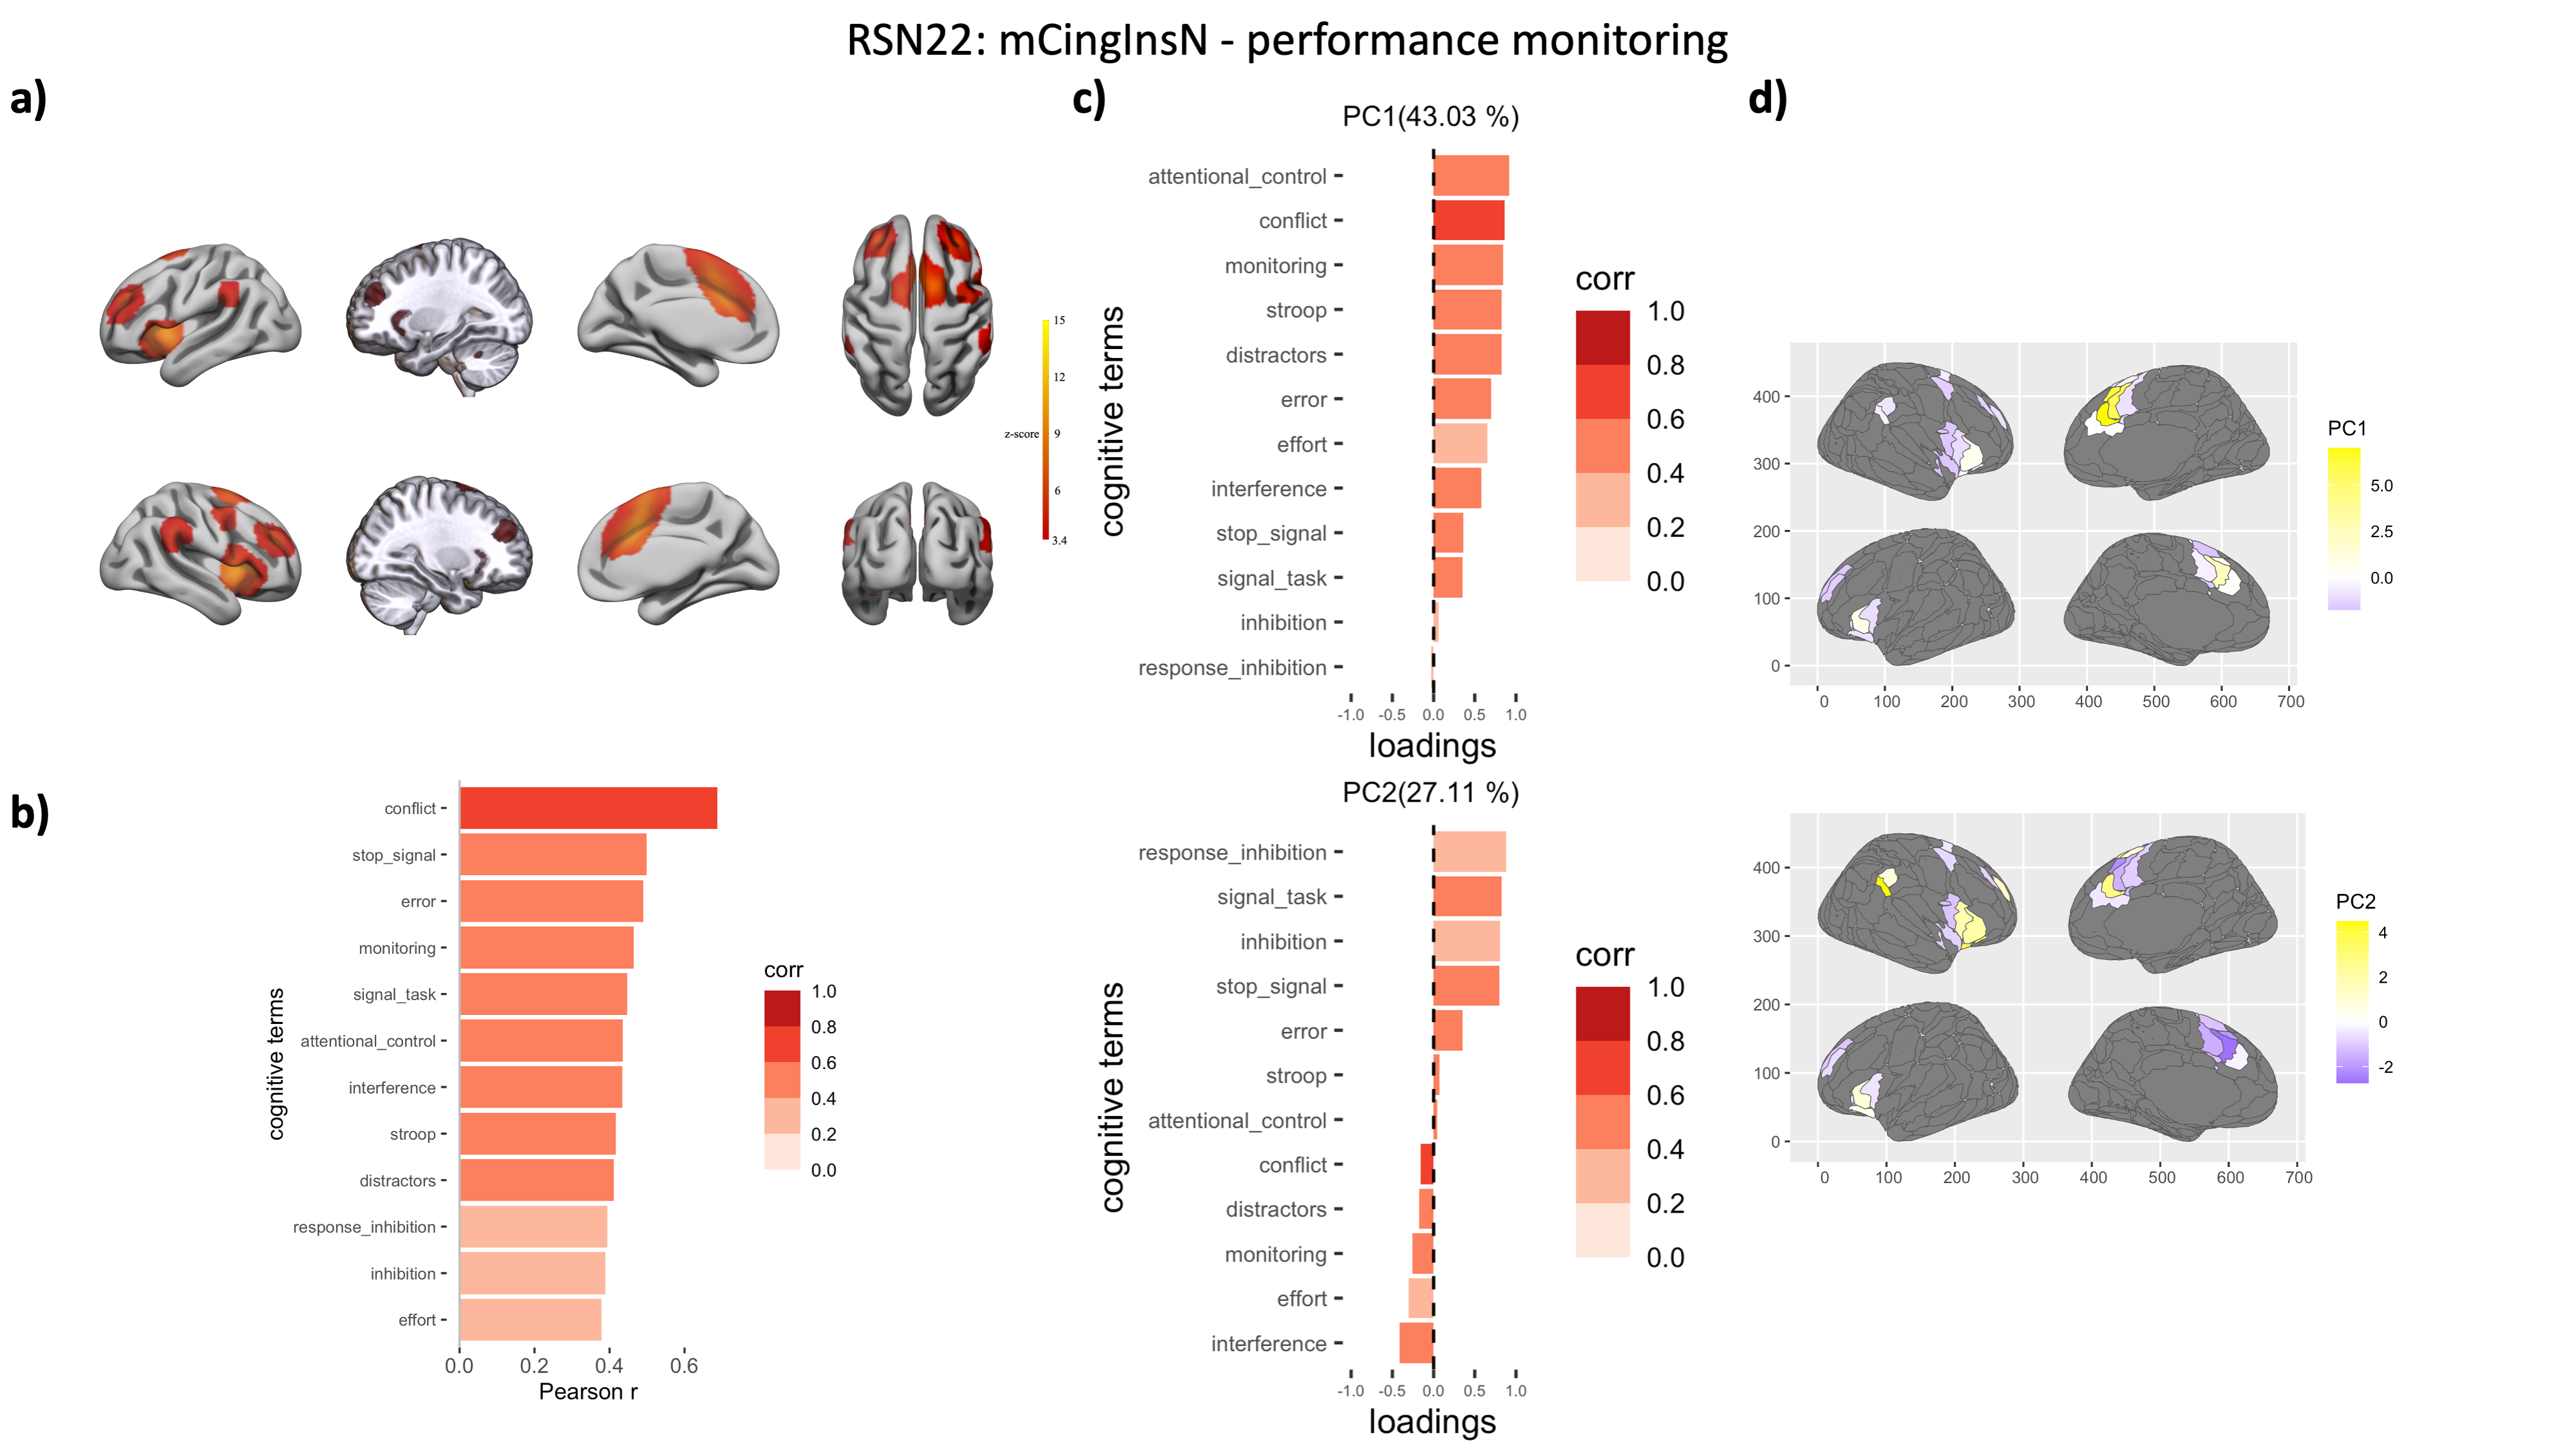 RSN22: mCingInsN - performance monitoring
a)
15
12
z-score
9
6
3.4
b)
conflict
stop_signal
error
monitoring
signal_task
attentional_control
interference
stroop
distractors
response_inhibition
inhibition
effort
cognitive terms
0.0 0.2 0.4 0.6
Pearson r
corr
1.0
0.8
0.6
0.4
0.2
0.0
c)
PC1(43.03 %)
attentional_control
conflict
monitoring
stroop
distractors
error
effort
interference
stop_signal
signal_task
inhibition
response_inhibition
cognitive terms
-1.0 -0.5 0.0 0.5 1.0
loadings
corr
1.0
0.8
0.6
0.4
0.2
0.0
PC2(27.11 %)
response_inhibition
signal_task
inhibition
stop_signal
error
stroop
attentional_control
conflict
distractors
monitoring
effort
interference
cognitive terms
-1.0 -0.5 0.0 0.5 1.0
loadings
corr
1.0
0.8
0.6
0.4
0.2
0.0
d)
400
300
200
100
0
0 100 200 300 400 500 600 700
PC1
5.0
2.5
0.0
400
300
200
100
0
0 100 200 300 400 500 600 700
PC2
4
2
0
-2